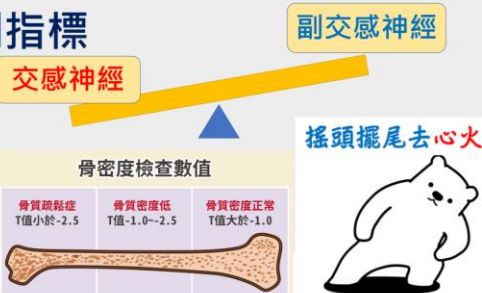 指標
副交感神經
交感神經
搖頭擺尾去心火
骨密度檢查數值
骨質疏鬆症
T值小於-2.5
骨質密度低
T值-1.0~-2.5
骨質密度正常
T值大於-1.0